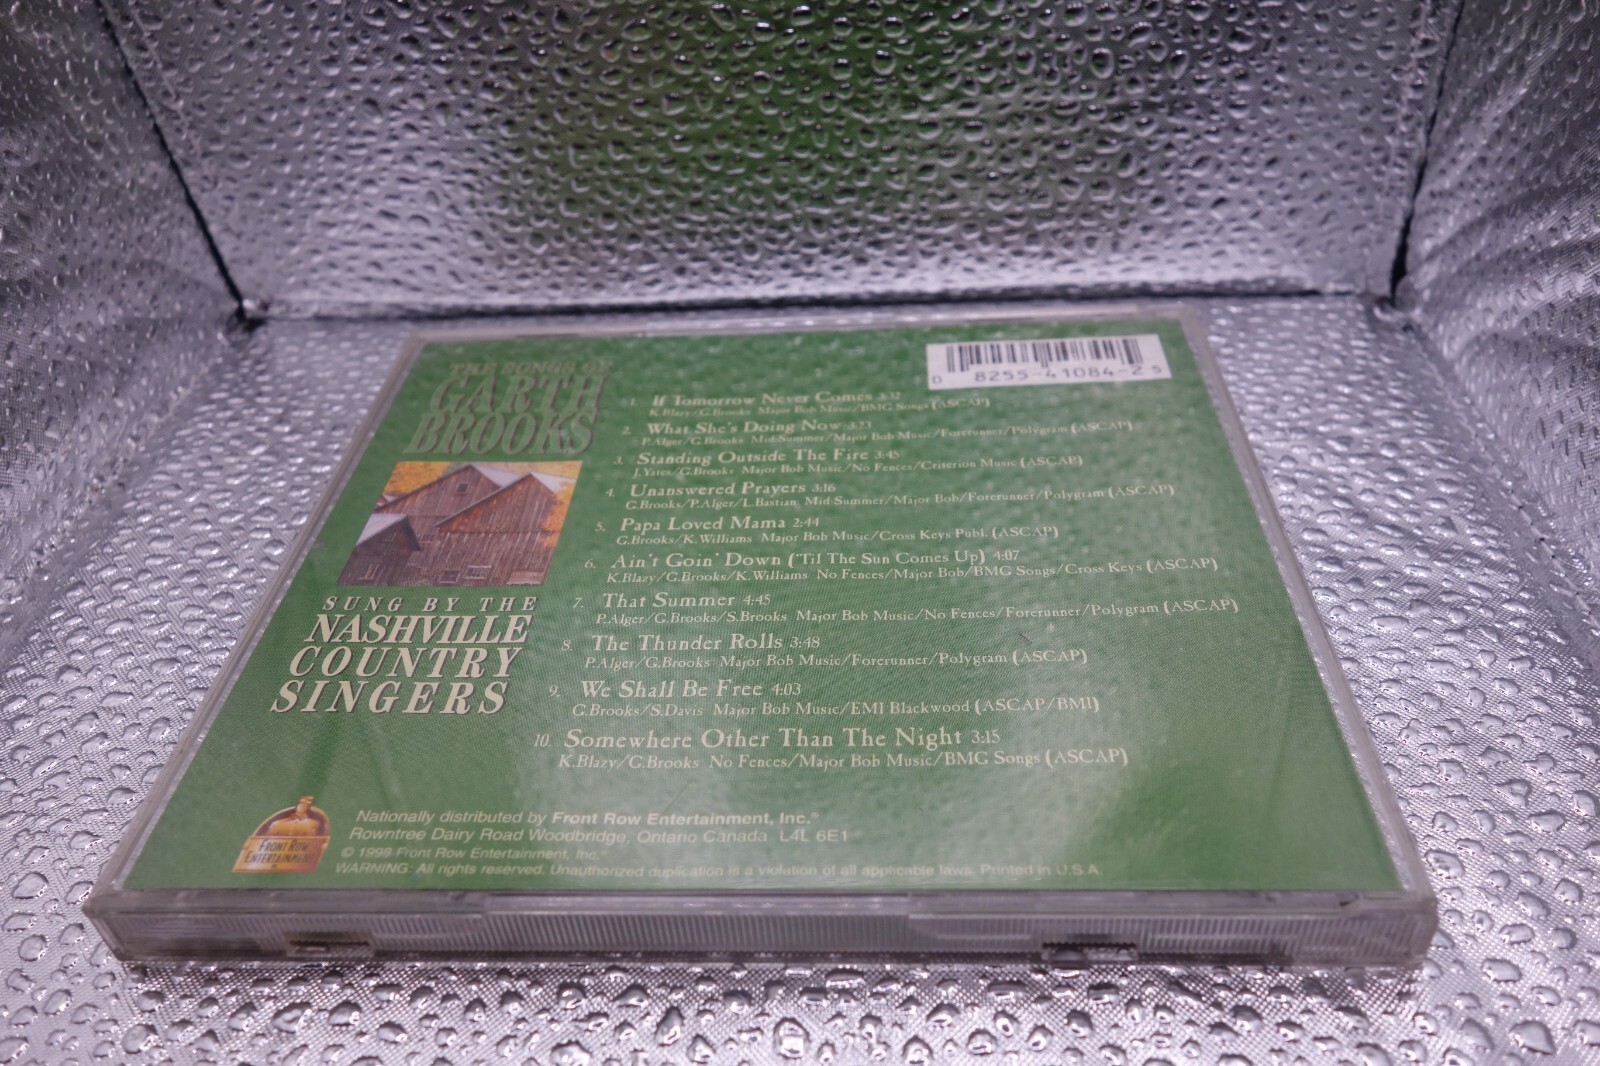 THE SONGS OF
GARTH
BROOKS
SUNG BY THE
NASHVILLE
COUNTRY
SINGERS
0 8255-41084-2 5
1. If Tomorrow Never Comes 3:32
K.Blazy/G.Brooks Major Bob Music/BMG Songs (ASCAP)
2. What She's Doing Now 3:23
P.Alger/G.Brooks Mid-Summer/Major Bob Music/Forerunner/Polygram (ASCAP)
3. Standing Outside The Fire 3:45
J.Yates/G.Brooks Major Bob Music/No Fences/Criterion Music (ASCAP)
4. Unanswered Prayers 3:16
G.Brooks/P.Alger/L.Bastian Mid-Summer/Major Bob/Forerunner/Polygram (ASCAP)
5. Papa Loved Mama 2:44
G.Brooks/K.Williams Major Bob Music/Cross Keys Publ. (ASCAP)
6. Ain't Goin' Down ('Til The Sun Comes Up) 4:07
K.Blazy/G.Brooks/K.Williams No Fences/Major Bob/BMG Songs/Cross Keys (ASCAP)
7. That Summer 4:45
P.Alger/G.Brooks/S.Brooks Major Bob Music/No Fences/Forerunner/Polygram (ASCAP)
8. The Thunder Rolls 3:48
P.Alger/G.Brooks Major Bob Music/Forerunner/Polygram (ASCAP)
9. We Shall Be Free 4:03
G.Brooks/S.Davis Major Bob Music/EMI Blackwood (ASCAP/BMI)
10. Somewhere Other Than The Night 3:15
K.Blazy/G.Brooks No Fences/Major Bob Music/BMG Songs (ASCAP)
FRONT ROW
ENTERTAINMENT
Nationally distributed by Front Row Entertainment, Inc.®
Rowntree Dairy Road Woodbridge, Ontario Canada L4L 6E1
© 1998 Front Row Entertainment, Inc.
WARNING: All rights reserved. Unauthorized duplication is a violation of all applicable laws. Printed in U.S.A.